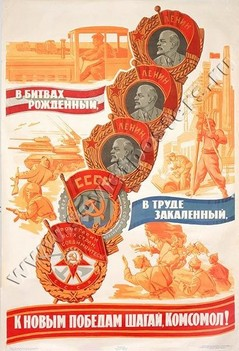 ЛЕНИН
ЛЕНИН
ЛЕНИН
В БИТВАХ
РОЖДЕННЫЙ,
СССР
В ТРУДЕ
ЗАКАЛЕННЫЙ,
К НОВЫМ ПОБЕДАМ ШАГАЙ, КОМСОМОЛ!